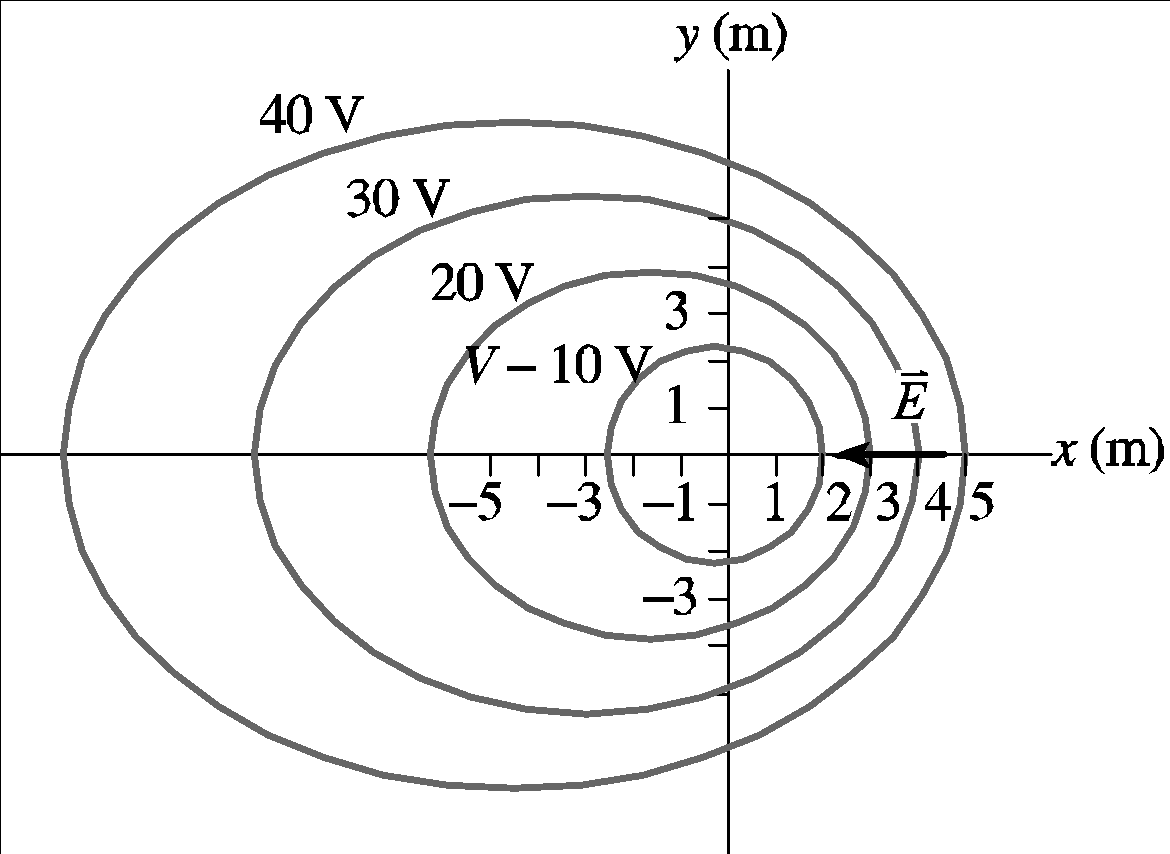 y (m)
40 V
30 V
20 V
3
V – 10 V
1
E⃗
x (m)
–5 –3 –1 1 2 3 4 5
–3